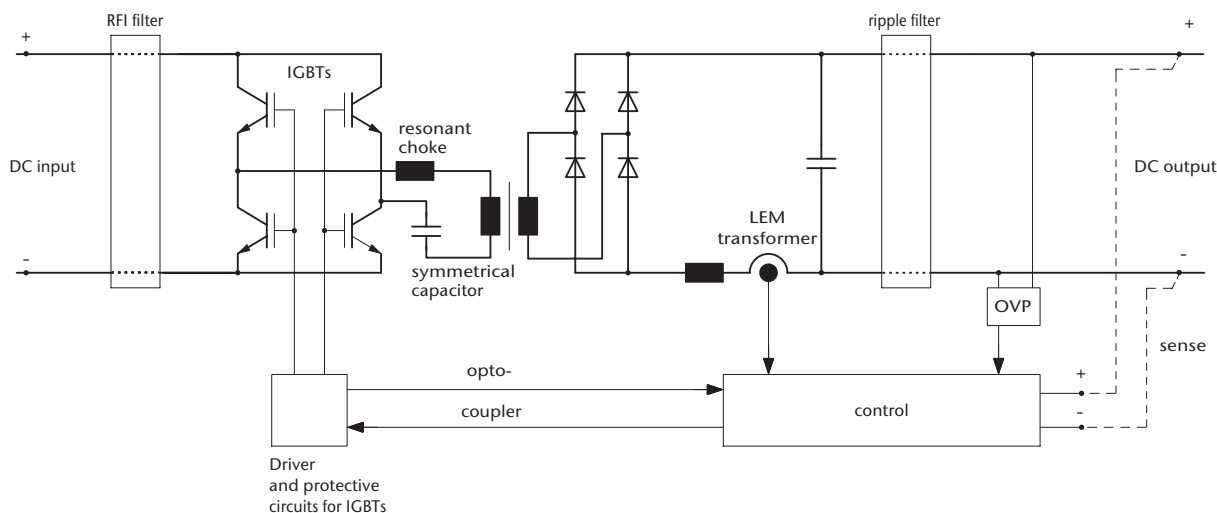 RFI filter
ripple filter
+
+
IGBTs
resonant
choke
DC input
DC output
LEM
transformer
-
-
symmetrical
capacitor
OVP
sense
opto-
+
coupler
control
-
Driver
and protective
circuits for IGBTs